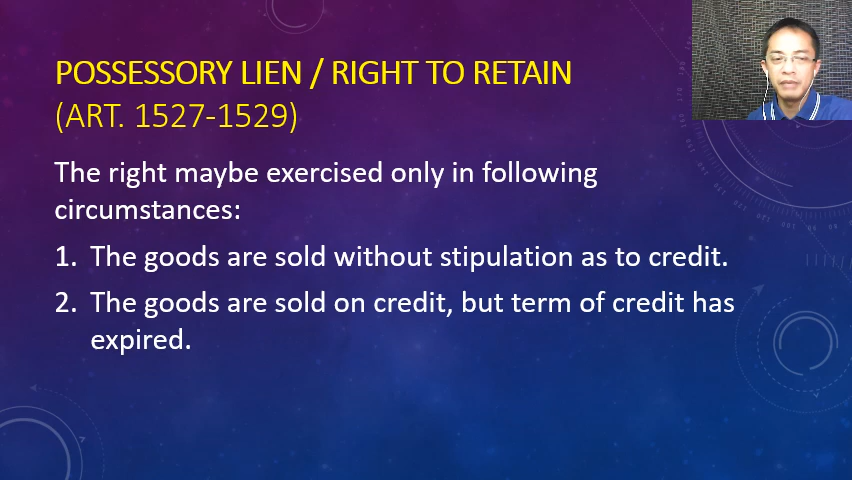 POSSESSORY LIEN / RIGHT TO RETAIN
(ART. 1527-1529)
The right maybe exercised only in following
circumstances:
1. The goods are sold without stipulation as to credit.
2. The goods are sold on credit, but term of credit has
expired.